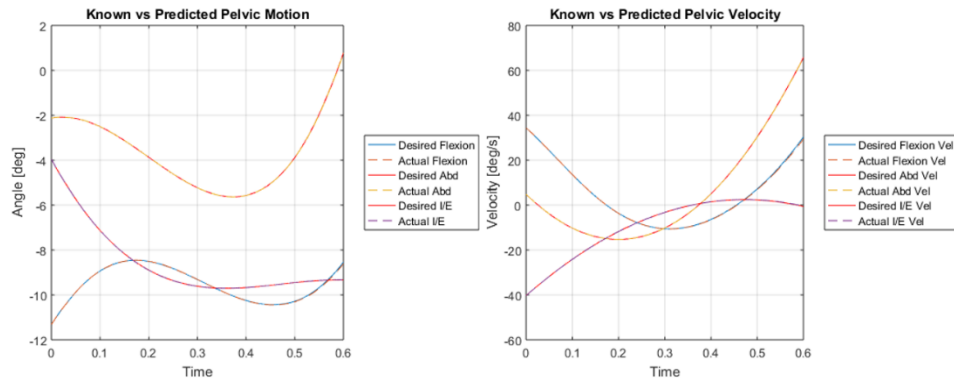 Known vs Predicted Pelvic Motion
2
0
-2
-4
-6
-8
-10
-12
Angle [deg]
0
0.1
0.2
0.3
0.4
0.5
0.6
Time
Desired Flexion
Actual Flexion
Desired Abd
Actual Abd
Desired I/E
Actual I/E
Known vs Predicted Pelvic Velocity
80
60
40
20
0
-20
-40
-60
Velocity [deg/s]
0
0.1
0.2
0.3
0.4
0.5
0.6
Time
Desired Flexion Vel
Actual Flexion Vel
Desired Abd Vel
Actual Abd Vel
Desired I/E Vel
Actual I/E Vel